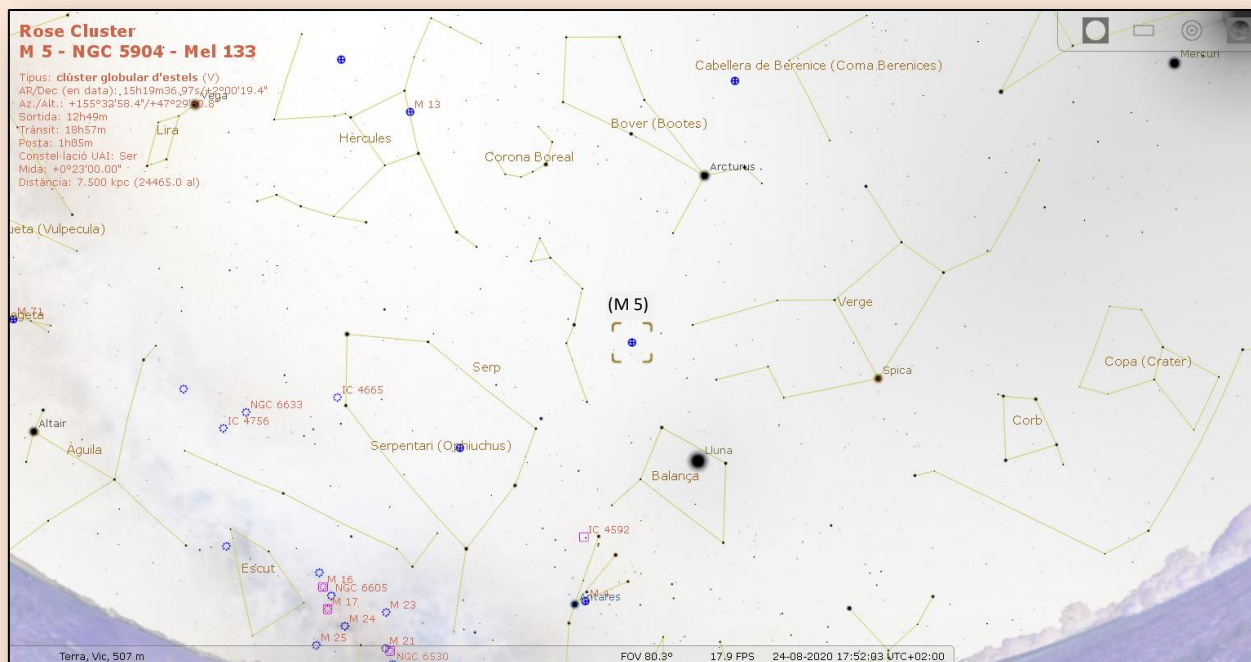 Rose Cluster
M 5 - NGC 5904 - Mel 133
Tipus: clúster globular d'estels (V)
AR/Dec (en data): 15h19m36.97s/+2°00'19.4"
Az./Alt.: +155°33'58.4"/+47°29'
Sortida: 12h49m
Trànsit: 18h57m
Posta: 1h05m
Constel·lació UAI: Ser
Mida: +0°23'00.00"
Distància: 7.500 kpc (24465.0 al)
Mercuri
Cabellera de Berenice (Coma Berenices)
Vega
M 13
Lira
Hèrcules
Bover (Bootes)
Corona Boreal
Arcturus
ueta (Vulpecula)
(M 5)
Verge
M 71
ageta
Copa (Crater)
Serp
Spica
IC 4665
NGC 6633
IC 4756
Altair
Corb
Àguila
Serpentari (Ophiuchus)
Lluna
Balança
IC 4592
Escut
M 16
NGC 6605
M 17
M 4
Antares
M 23
M 24
M 25
M 21
NGC 6530
Terra, Vic, 507 m
FOV 80.3°
17.9 FPS
24-08-2020 17:52:03 UTC+02:00